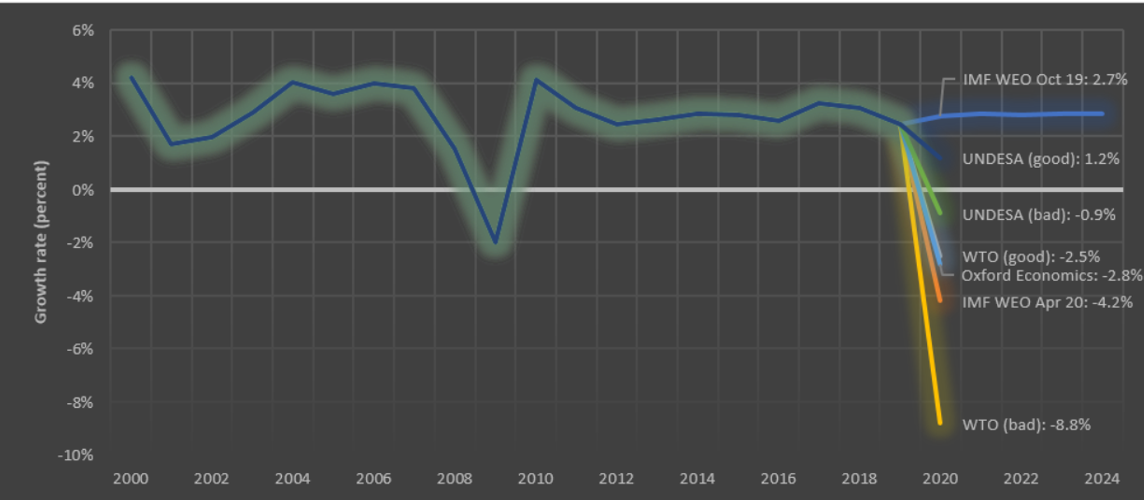 Growth rate (percent)
6%
4%
2%
0%
-2%
-4%
-6%
-8%
-10%
IMF WEO Oct 19: 2.7%
UNDESA (good): 1.2%
UNDESA (bad): -0.9%
WTO (good): -2.5%
Oxford Economics: -2.8%
IMF WEO Apr 20: -4.2%
WTO (bad): -8.8%
2000 2002 2004 2006 2008 2010 2012 2014 2016 2018 2020 2022 2024